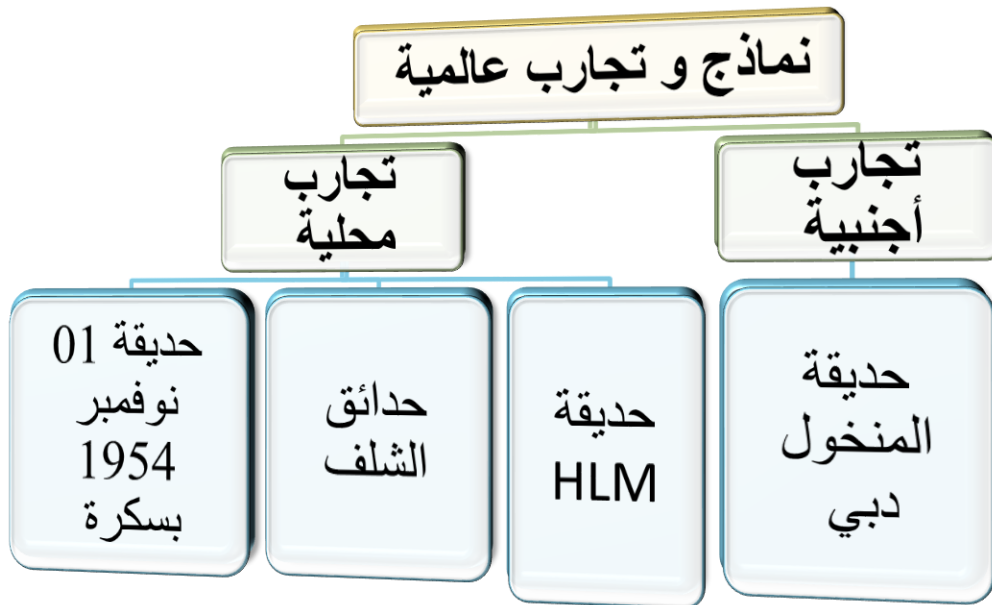 نماذج و تجارب عالمية
تجارب
أجنبية
تجارب
محلية
حديقة
المنخول
دبي
حديقة
HLM
حدائق
الشلف
حديقة 01
نوفمبر
1954
بسكرة